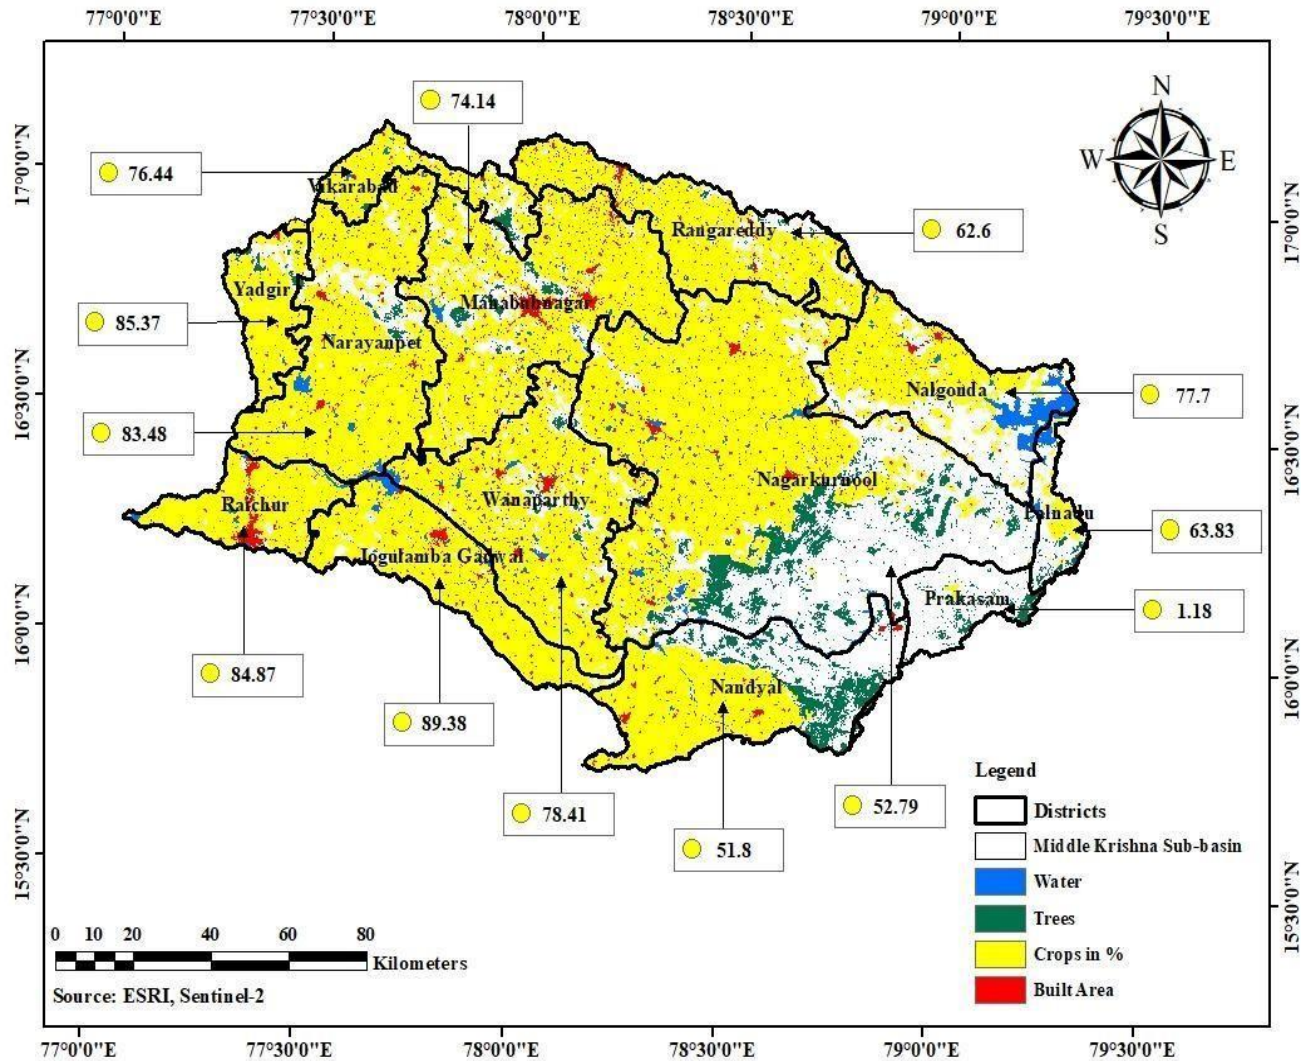 77°0'0"E 77°30'0"E 78°0'0"E 78°30'0"E 79°0'0"E 79°30'0"E
17°0'0"N
16°30'0"N
16°0'0"N
15°30'0"N
17°0'0"N
16°30'0"N
16°0'0"N
15°30'0"N
N
W E
S
74.14
76.44
Vikarabad
62.6
Rangareddy
Yadgir
85.37
Mahabubnagar
Narayanpet
Nalgonda
77.7
83.48
Nagarkurnool
Wanaparthy
Raichur
Palnadu
63.83
Jogulamba Gadwal
Prakasam
1.18
84.87
Nandyal
89.38
78.41
52.79
51.8
Legend
Districts
Middle Krishna Sub-basin
Water
Trees
Crops in %
Built Area
0 10 20 40 60 80
Kilometers
Source: ESRI, Sentinel-2
77°0'0"E 77°30'0"E 78°0'0"E 78°30'0"E 79°0'0"E 79°30'0"E